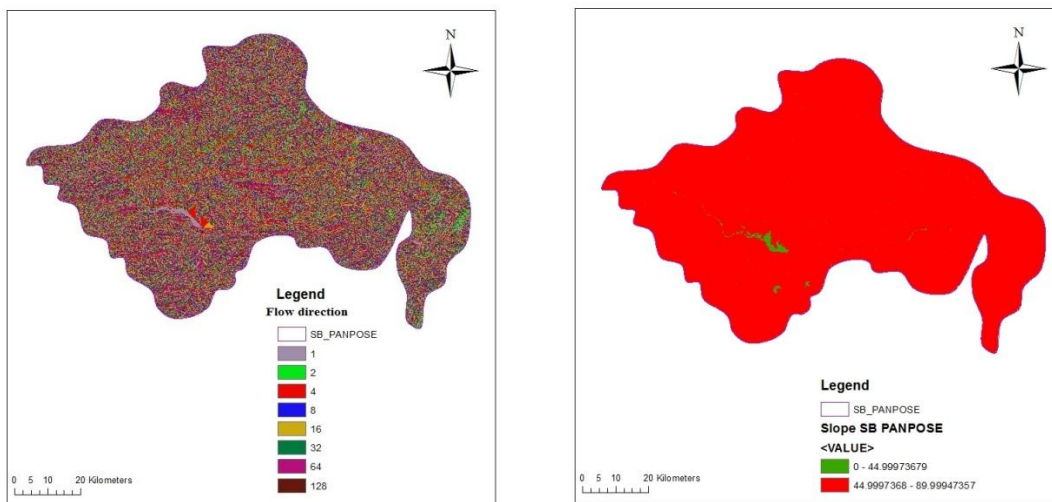 N
Legend
Flow direction
SB_PANPOSE
1
2
4
8
16
32
64
128
0 5 10 20 Kilometers
N
Legend
SB_PANPOSE
Slope SB PANPOSE
<VALUE>
0 - 44.99973679
44.9997368 - 89.99947357
0 5 10 20 Kilometers